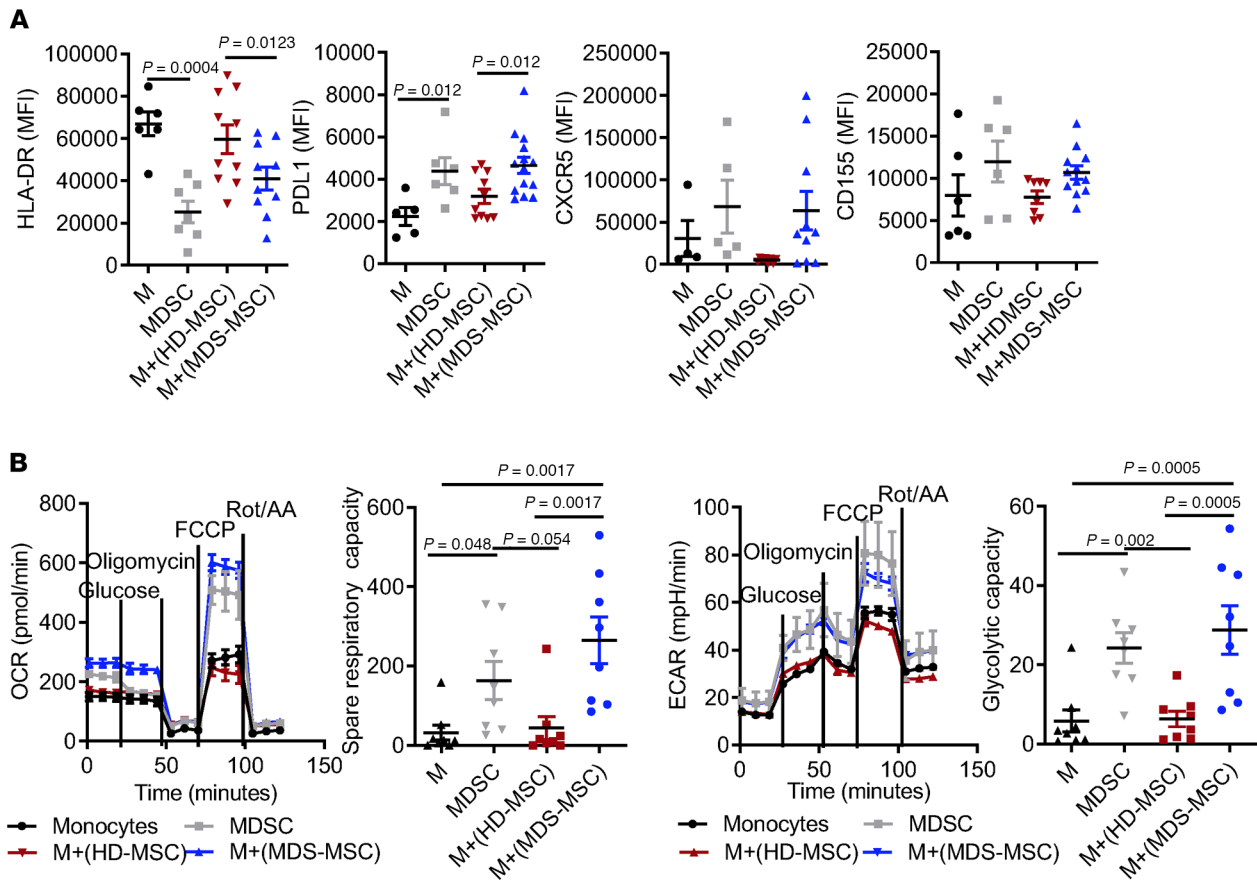 A
HLA-DR (MFI)
100000
80000
60000
40000
20000
0
P = 0.0004
P = 0.0123
M
MDSC
M+(HD-MSC)
M+(MDS-MSC)
PDL1 (MFI)
10000
8000
6000
4000
2000
0
P = 0.012
P = 0.012
M
MDSC
M+(HD-MSC)
M+(MDS-MSC)
CXCR5 (MFI)
250000
200000
150000
100000
50000
0
M
MDSC
M+(HD-MSC)
M+(MDS-MSC)
CD155 (MFI)
25000
20000
15000
10000
5000
0
M
MDSC
M+HDMSC
M+MDS-MSC
B
OCR (pmol/min)
800
600
400
200
0
Glucose
Oligomycin
FCCP
Rot/AA
0
50
100
150
Time (minutes)
Monocytes
MDSC
M+(HD-MSC)
M+(MDS-MSC)
Spare respiratory capacity
600
400
200
0
P = 0.0017
P = 0.0017
P = 0.048
P = 0.054
M
MDSC
M+(HD-MSC)
M+(MDS-MSC)
ECAR (mpH/min)
100
80
60
40
20
0
Glucose
Oligomycin
FCCP
Rot/AA
0
50
100
150
Time (minutes)
Monocytes
MDSC
M+(HD-MSC)
M+(MDS-MSC)
Glycolytic capacity
60
40
20
0
P = 0.0005
P = 0.0005
P = 0.002
M
MDSC
M+(HD-MSC)
M+(MDS-MSC)